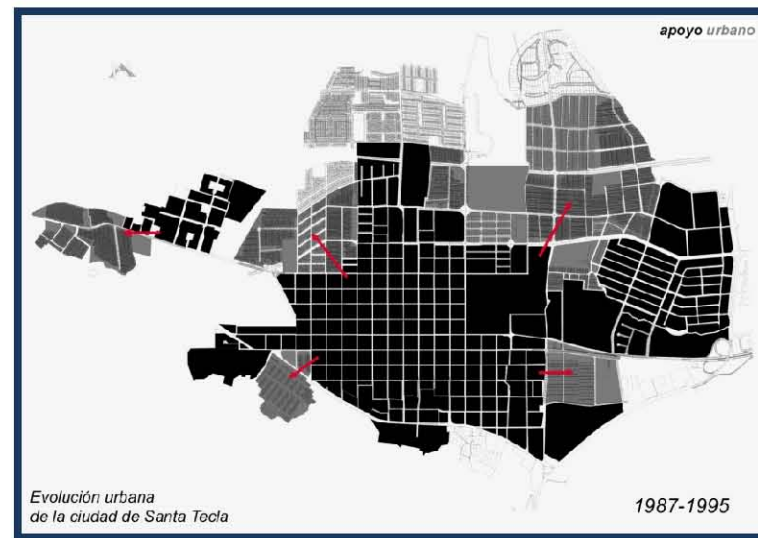 apoyo urbano
Evolución urbana
de la ciudad de Santa Tecla
1987-1995